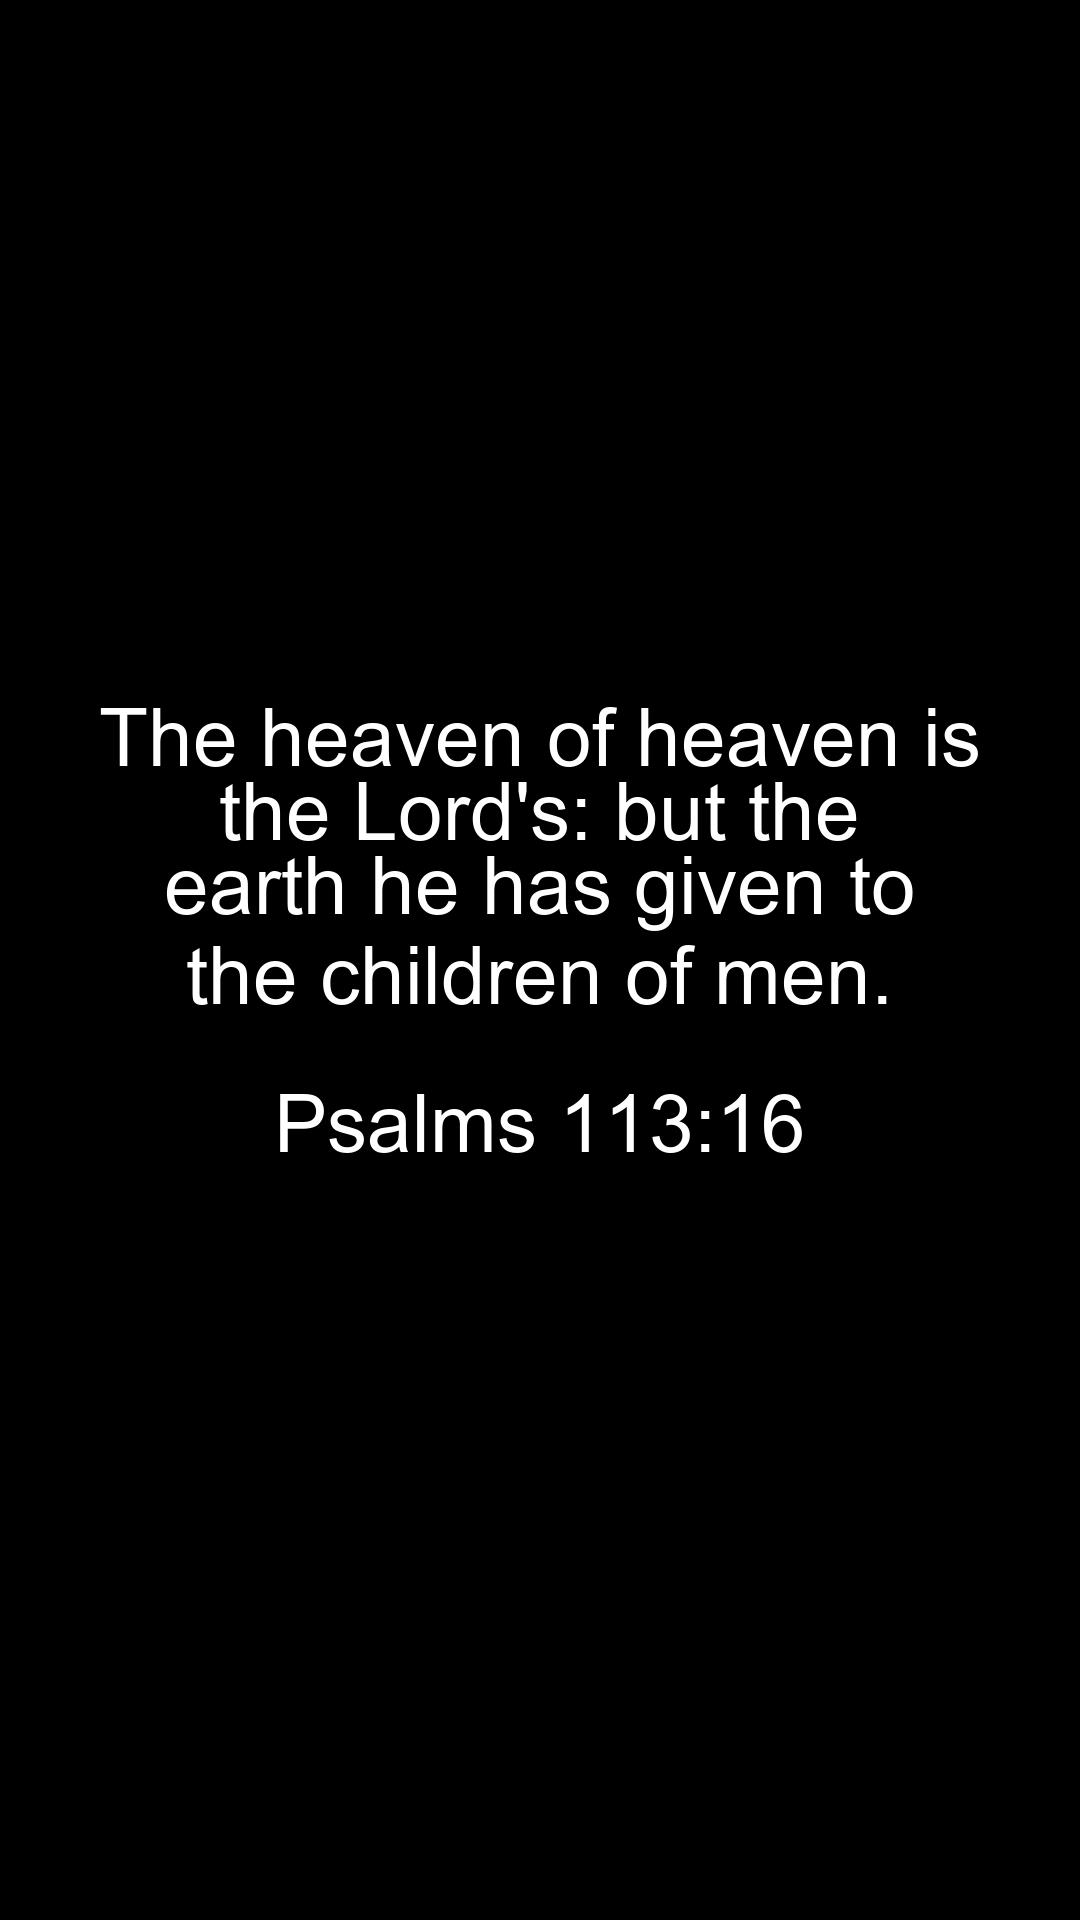 The heaven of heaven is
the Lord's: but the
earth he has given to
the children of men.
Psalms 113:16